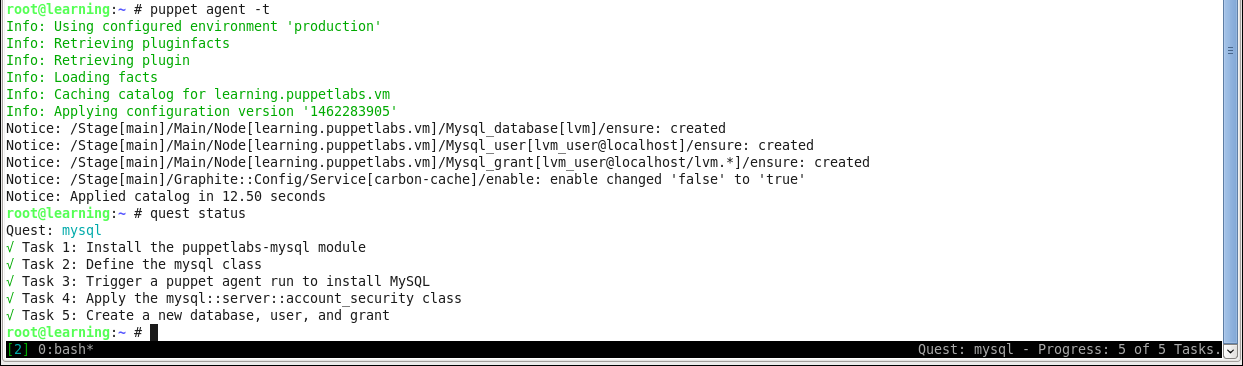 root@learning:~ # puppet agent -t
Info: Using configured environment 'production'
Info: Retrieving pluginfacts
Info: Retrieving plugin
Info: Loading facts
Info: Caching catalog for learning.puppetlabs.vm
Info: Applying configuration version '1462283905'
Notice: /Stage[main]/Main/Node[learning.puppetlabs.vm]/Mysql_database[lvm]/ensure: created
Notice: /Stage[main]/Main/Node[learning.puppetlabs.vm]/Mysql_user[lvm_user@localhost]/ensure: created
Notice: /Stage[main]/Main/Node[learning.puppetlabs.vm]/Mysql_grant[lvm_user@localhost/lvm.*]/ensure: created
Notice: /Stage[main]/Graphite::Config/Service[carbon-cache]/enable: enable changed 'false' to 'true'
Notice: Applied catalog in 12.50 seconds
root@learning:~ # quest status
Quest: mysql
√ Task 1: Install the puppetlabs-mysql module
√ Task 2: Define the mysql class
√ Task 3: Trigger a puppet agent run to install MySQL
√ Task 4: Apply the mysql::server::account_security class
√ Task 5: Create a new database, user, and grant
root@learning:~ #
[2] 0:bash* Quest: mysql - Progress: 5 of 5 Tasks.